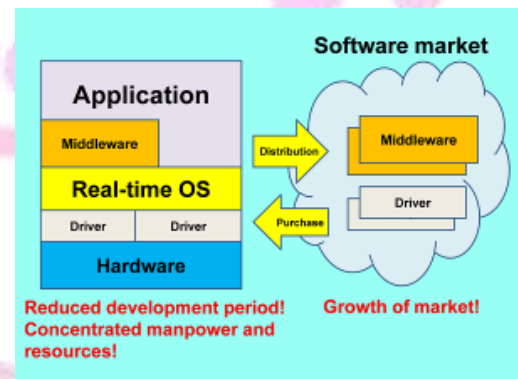 Software market
Application
Middleware
Real-time OS
Driver
Driver
Hardware
Distribution
Purchase
Middleware
Driver
Reduced development period!
Concentrated manpower and
resources!
Growth of market!